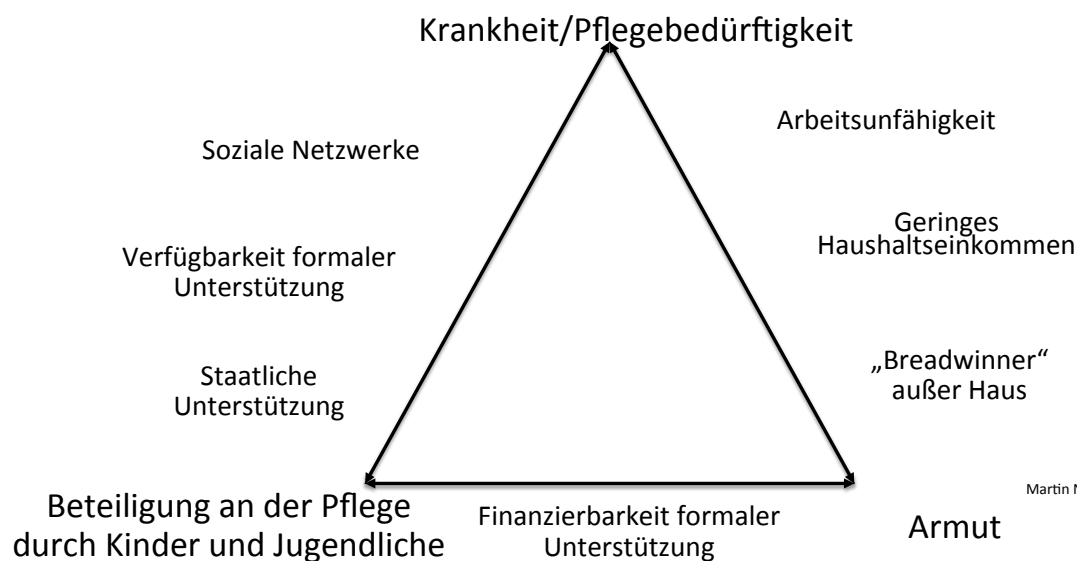 Krankheit/Pflegebedürftigkeit
Arbeitsunfähigkeit
Soziale Netzwerke
Geringes
Haushaltseinkommen
Verfügbarkeit formaler
Unterstützung
„Breadwinner“
außer Haus
Staatliche
Unterstützung
Martin
Beteiligung an der Pflege
durch Kinder und Jugendliche
Finanzierbarkeit formaler
Unterstützung
Armut